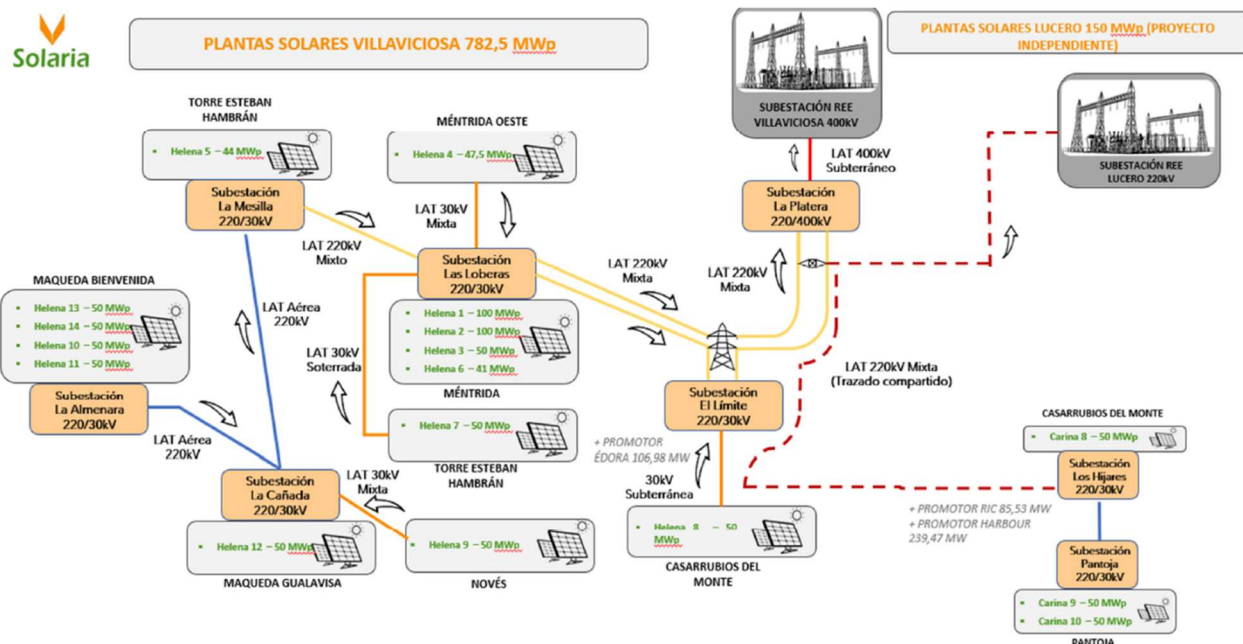 Solaria
PLANTAS SOLARES VILLAVICIOSA 782,5 MWp
PLANTAS SOLARES LUCERO 150 MWp (PROYECTO
INDEPENDIENTE)
SUBESTACIÓN REE
VILLAVICIOSA 400kV
SUBESTACIÓN REE
LUCERO 220kV
TORRE ESTEBAN
HAMBRÁN
Helena 5 – 44 MWp
Subestación
La Mesilla
220/30kV
MÉNTRIDA OESTE
Helena 4 – 47,5 MWp
LAT 30kV
Mixta
LAT 400kV
Subterráneo
Subestación
La Platera
220/400kV
LAT 220kV
Mixto
Subestación
Las Loberas
220/30kV
LAT 220kV
Mixta
LAT 220kV
Mixta
MAQUEDA BIENVENIDA
Helena 13 – 50 MWp
Helena 14 – 50 MWp
Helena 10 – 50 MWp
Helena 11 – 50 MWp
LAT Aérea
220kV
Helena 1 – 100 MWp
Helena 2 – 100 MWp
Helena 3 – 50 MWp
Helena 6 – 41 MWp
MÉNTRIDA
LAT 30kV
Soterrada
LAT 220kV Mixta
(Trazado compartido)
Subestación
La Almenara
220/30kV
LAT Aérea
220kV
Subestación
El Límite
220/30kV
Helena 7 – 50 MWp
TORRE ESTEBAN
HAMBRÁN
+ PROMOTOR
ÉDORA 106,98 MW
30kV
Subterránea
CASARRUBIOS DEL MONTE
Carina 8 – 50 MWp
Subestación
Los Hijares
220/30kV
Subestación
La Cañada
220/30kV
LAT 30kV
Mixta
+ PROMOTOR RIC 85,53 MW
+ PROMOTOR HARBOUR
239,47 MW
Helena 12 – 50 MWp
MAQUEDA GUALAVISA
Helena 9 – 50 MWp
NOVÉS
Helena 8 – 50
MWp
CASARRUBIOS DEL
MONTE
Subestación
Pantoja
220/30kV
Carina 9 – 50 MWp
Carina 10 – 50 MWp
PANTOJA